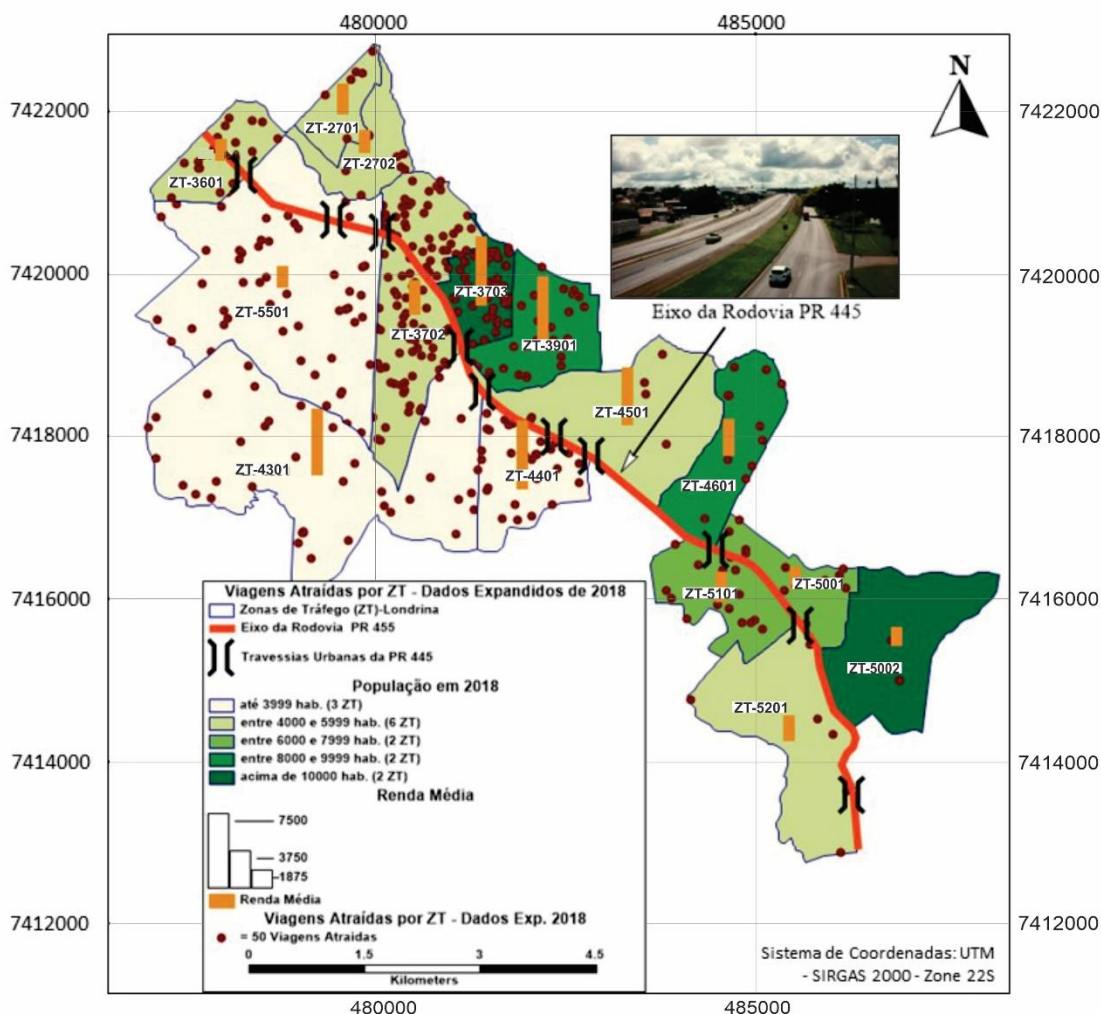 480000
485000
N
7422000
7422000
ZT-2701
ZT-2702
ZT-3601
7420000
7420000
ZT-3703
Eixo da Rodovia PR 445
ZT-5501
ZT-3702
ZT-3901
ZT-4501
7418000
7418000
ZT-4301
ZT-4401
ZT-4601
7416000
7416000
ZT-5101
ZT-5001
ZT-5002
ZT-5201
7414000
7414000
7412000
7412000
Viagens Atraídas por ZT - Dados Expandidos de 2018
Zonas de Tráfego (ZT)-Londrina
Eixo da Rodovia PR 455
Travessias Urbanas da PR 445
População em 2018
até 3999 hab. (3 ZT)
entre 4000 e 5999 hab. (6 ZT)
entre 6000 e 7999 hab. (2 ZT)
entre 8000 e 9999 hab. (2 ZT)
acima de 10000 hab. (2 ZT)
Renda Média
7500
3750
1875
Renda Média
Viagens Atraídas por ZT - Dados Exp. 2018
= 50 Viagens Atraidas
0 1.5 3 4.5
Kilometers
Sistema de Coordenadas: UTM
- SIRGAS 2000 - Zone 22S
480000
485000